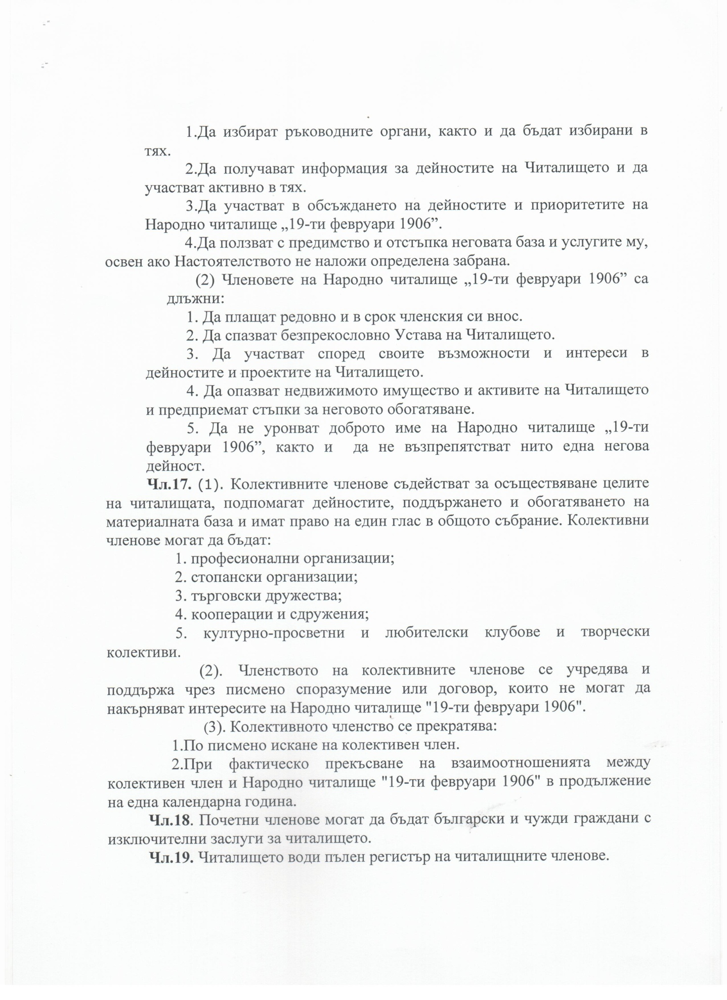 1.Да избират ръководните органи, както и да бъдат избирани в
тях.
2.Да получават информация за дейностите на Читалището и да
участват активно в тях.
3.Да участват в обсъждането на дейностите и приоритетите на
Народно читалище „19-ти февруари 1906”.
4.Да ползват с предимство и отстъпка неговата база и услугите му,
освен ако Настоятелството не наложи определена забрана.
(2) Членовете на Народно читалище „19-ти февруари 1906” са
длъжни:
1. Да плащат редовно и в срок членския си внос.
2. Да спазват безпрекословно Устава на Читалището.
3. Да участват според своите възможности и интереси в
дейностите и проектите на Читалището.
4. Да опазват недвижимото имущество и активите на Читалището
и предприемат стъпки за неговото обогатяване.
5. Да не уронват доброто име на Народно читалище „19-ти
февруари 1906”, както и да не възпрепятстват нито една негова
дейност.
Чл.17. (1). Колективните членове съдействат за осъществяване целите
на читалищата, подпомагат дейностите, поддържането и обогатяването на
материалната база и имат право на един глас в общото събрание. Колективни
членове могат да бъдат:
1. професионални организации;
2. стопански организации;
3. търговски дружества;
4. кооперации и сдружения;
5. културно-просветни и любителски клубове и творчески
колективи.
(2). Членството на колективните членове се учредява и
поддържа чрез писмено споразумение или договор, които не могат да
накърняват интересите на Народно читалище "19-ти февруари 1906".
(3). Колективното членство се прекратява:
1.По писмено искане на колективен член.
2.При фактическо прекъсване на взаимоотношенията между
колективен член и Народно читалище "19-ти февруари 1906" в продължение
на една календарна година.
Чл.18. Почетни членове могат да бъдат български и чужди граждани с
изключителни заслуги за читалището.
Чл.19. Читалището води пълен регистър на читалищните членове.